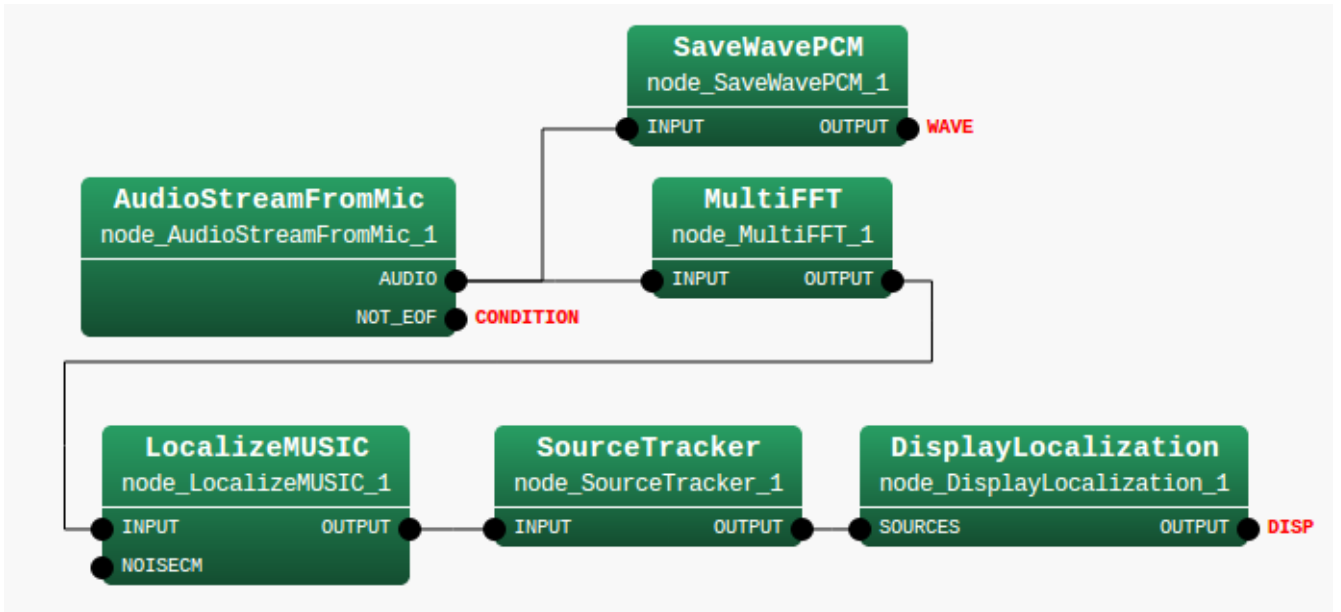 SaveWavePCM
node_SaveWavePCM_1
INPUT OUTPUT WAVE
AudioStreamFromMic
node_AudioStreamFromMic_1
AUDIO
NOT_EOF CONDITION
MultiFFT
node_MultiFFT_1
INPUT OUTPUT
LocalizeMUSIC
node_LocalizeMUSIC_1
INPUT OUTPUT
NOISECM
SourceTracker
node_SourceTracker_1
INPUT OUTPUT
DisplayLocalization
node_DisplayLocalization_1
SOURCES OUTPUT DISP